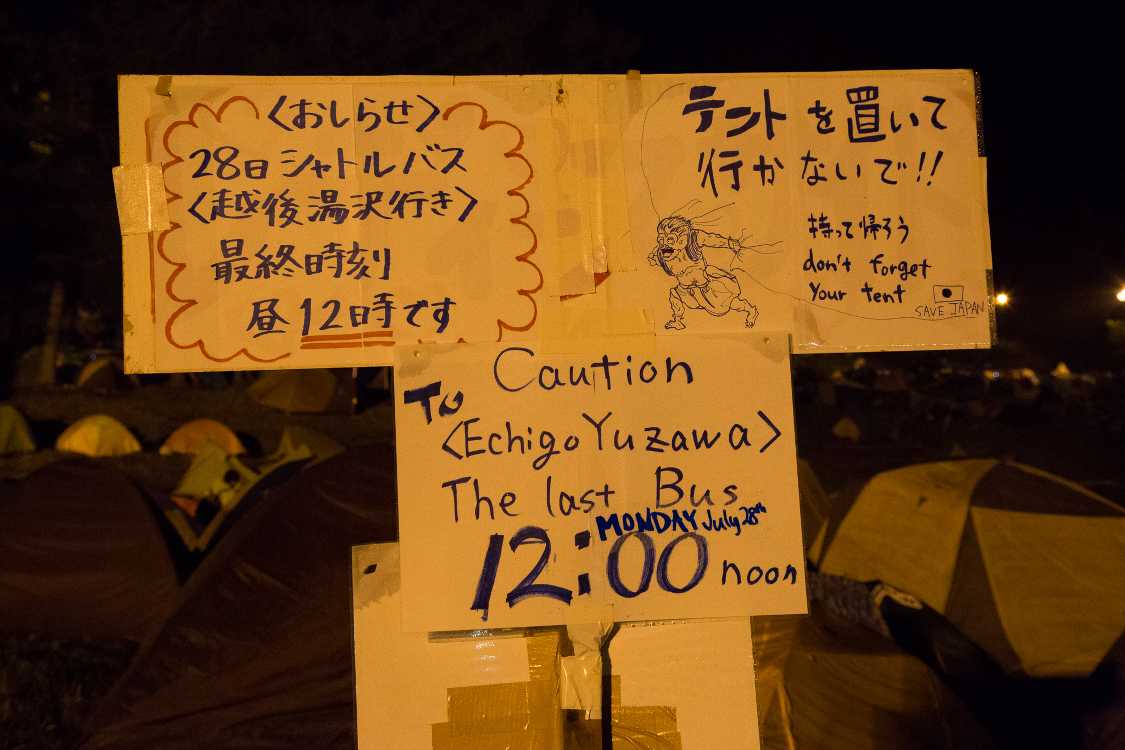 〈おしらせ〉
28日 シャトルバス
〈越後湯沢行き〉
最終時刻
昼12時です
テントを置いて
行かないで!!
持って帰ろう
don't forget
Your tent
SAVE JAPAN
Caution
To
〈Echigo Yuzawa〉
The last Bus
MONDAY July 28th
12:00 noon